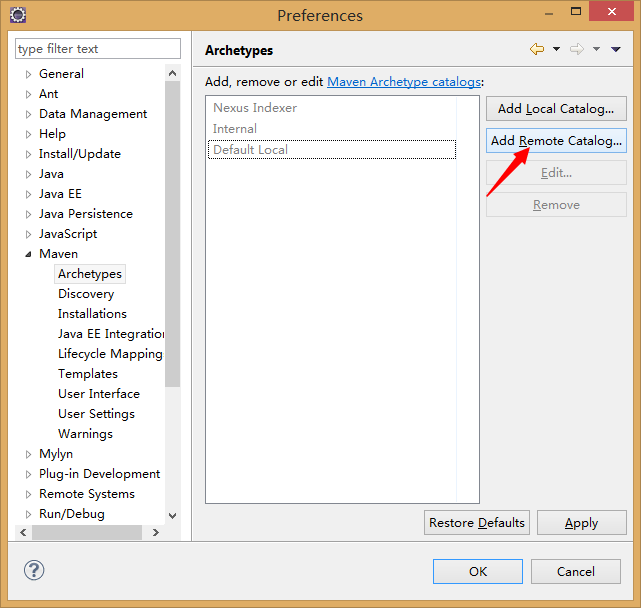 Preferences
type filter text
General
Ant
Data Management
Help
Install/Update
Java
Java EE
Java Persistence
JavaScript
Maven
Archetypes
Discovery
Installations
Java EE Integration
Lifecycle Mapping
Templates
User Interface
User Settings
Warnings
Mylyn
Plug-in Development
Remote Systems
Run/Debug
Archetypes
Add, remove or edit Maven Archetype catalogs:
Nexus Indexer
Internal
Default Local
Add Local Catalog...
Add Remote Catalog...
Edit...
Remove
Restore Defaults
Apply
?
OK
Cancel